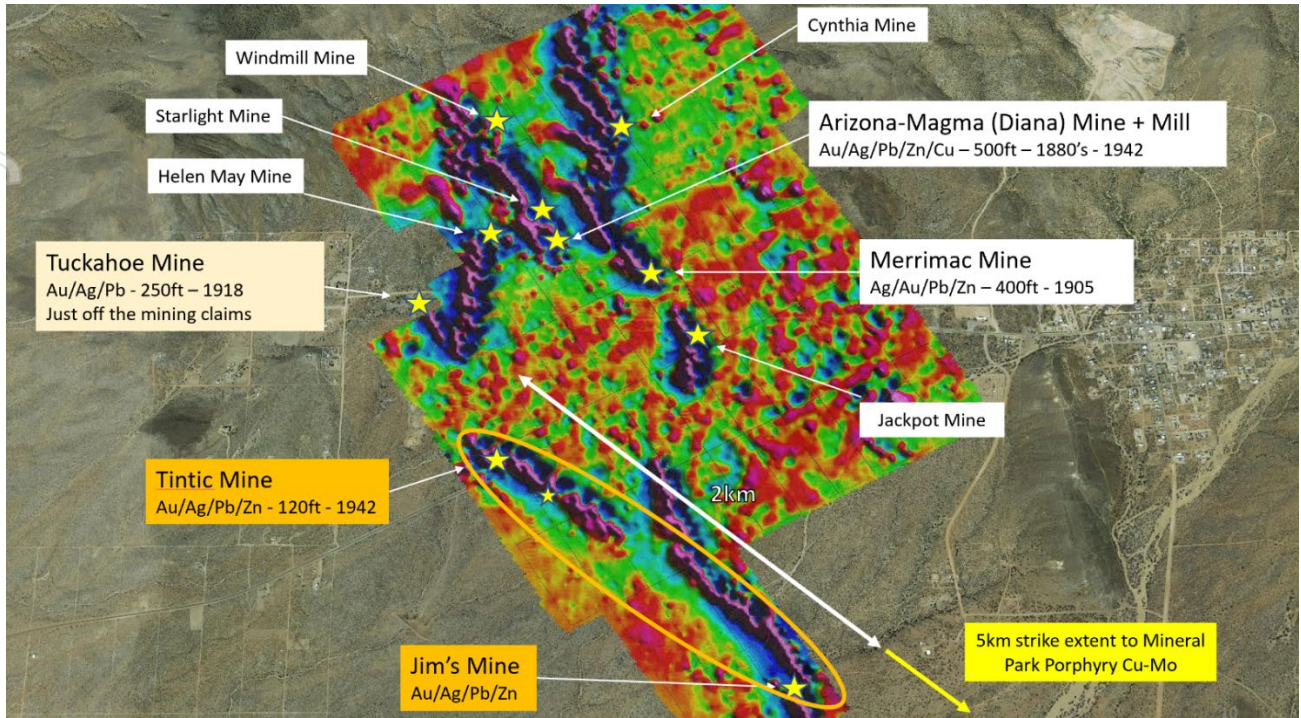 Cynthia Mine
Windmill Mine
Starlight Mine
Arizona-Magma (Diana) Mine + Mill
Au/Ag/Pb/Zn/Cu – 500ft – 1880's - 1942
Helen May Mine
Tuckahoe Mine
Au/Ag/Pb - 250ft – 1918
Just off the mining claims
Merrimac Mine
Ag/Au/Pb/Zn – 400ft - 1905
Jackpot Mine
Tintic Mine
Au/Ag/Pb/Zn - 120ft - 1942
2km
5km strike extent to Mineral
Park Porphyry Cu-Mo
Jim's Mine
Au/Ag/Pb/Zn